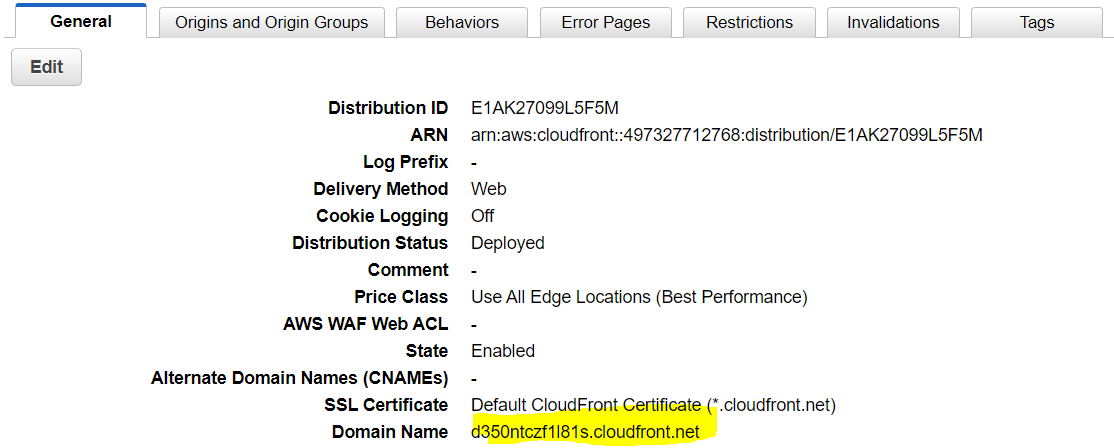 General Origins and Origin Groups Behaviors Error Pages Restrictions Invalidations Tags
Edit
Distribution ID E1AK27099L5F5M
ARN arn:aws:cloudfront::497327712768:distribution/E1AK27099L5F5M
Log Prefix -
Delivery Method Web
Cookie Logging Off
Distribution Status Deployed
Comment -
Price Class Use All Edge Locations (Best Performance)
AWS WAF Web ACL -
State Enabled
Alternate Domain Names (CNAMEs) -
SSL Certificate Default CloudFront Certificate (*.cloudfront.net)
Domain Name d350ntczf1l81s.cloudfront.net